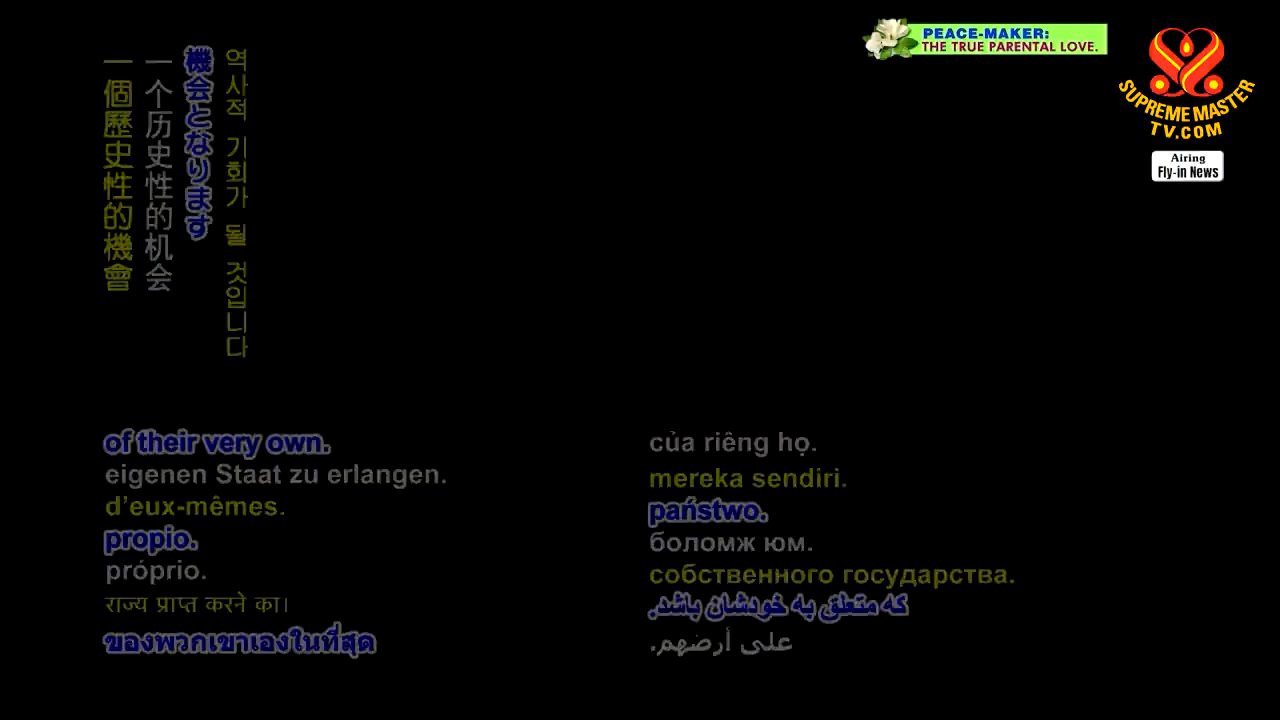 PEACE-MAKER:
THE TRUE PARENTAL LOVE.
SUPREME MASTER
TV.COM
Airing
Fly-in News
一個歷史性的機會
一个历史性的机会
機会となります
역사적 기회가 될 것입니다
of their very own.
eigenen Staat zu erlangen.
d’eux-mêmes.
propio.
próprio.
राज्य प्राप्त करने का।
ของพวกเขาเองในที่สุด
của riêng họ.
mereka sendiri.
państwo.
боломж юм.
собственного государства.
که متعلق به خودشان باشد.
على أرضهم.